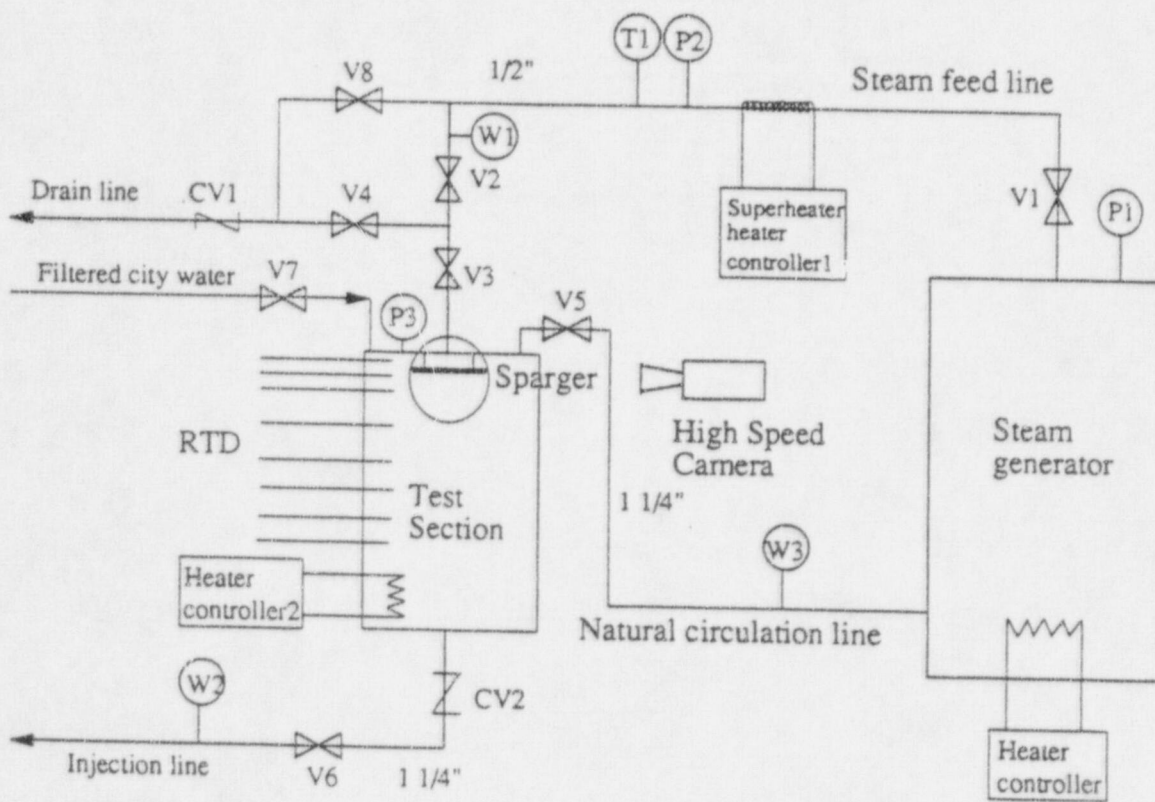 T1
P2
V8
1/2"
Steam feed line
W1
V2
V1
P1
Drain line
CV1
V4
Superheater
heater
controller1
Filtered city water
V7
V3
P3
V5
Sparger
RTD
High Speed
Camera
Steam
generator
Test
Section
1 1/4"
W3
Heater
controller2
Natural circulation line
W2
CV2
Injection line
V6
1 1/4"
Heater
controller